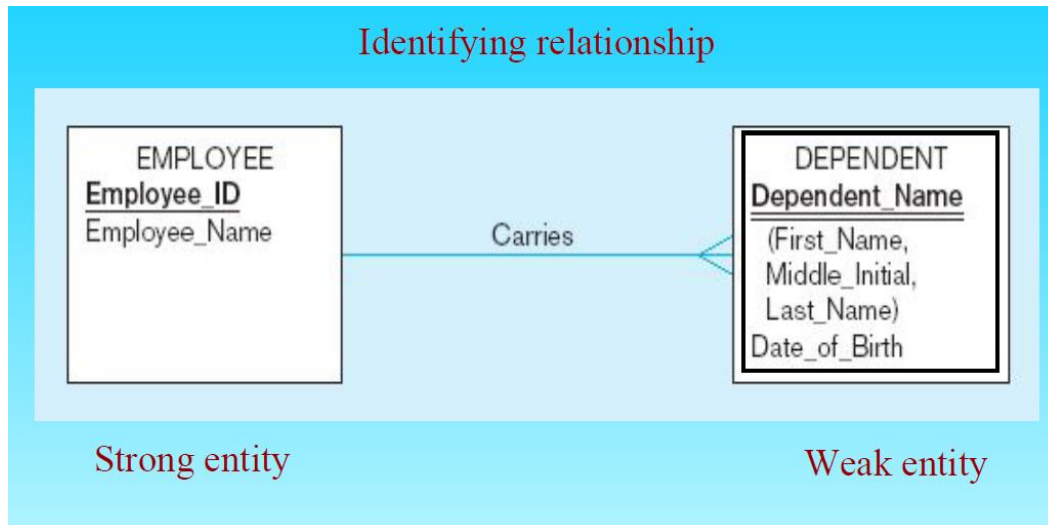 Identifying relationship
EMPLOYEE
Employee_ID
Employee_Name
Carries
DEPENDENT
Dependent_Name
(First_Name,
Middle_Initial,
Last_Name)
Date_of_Birth
Strong entity
Weak entity